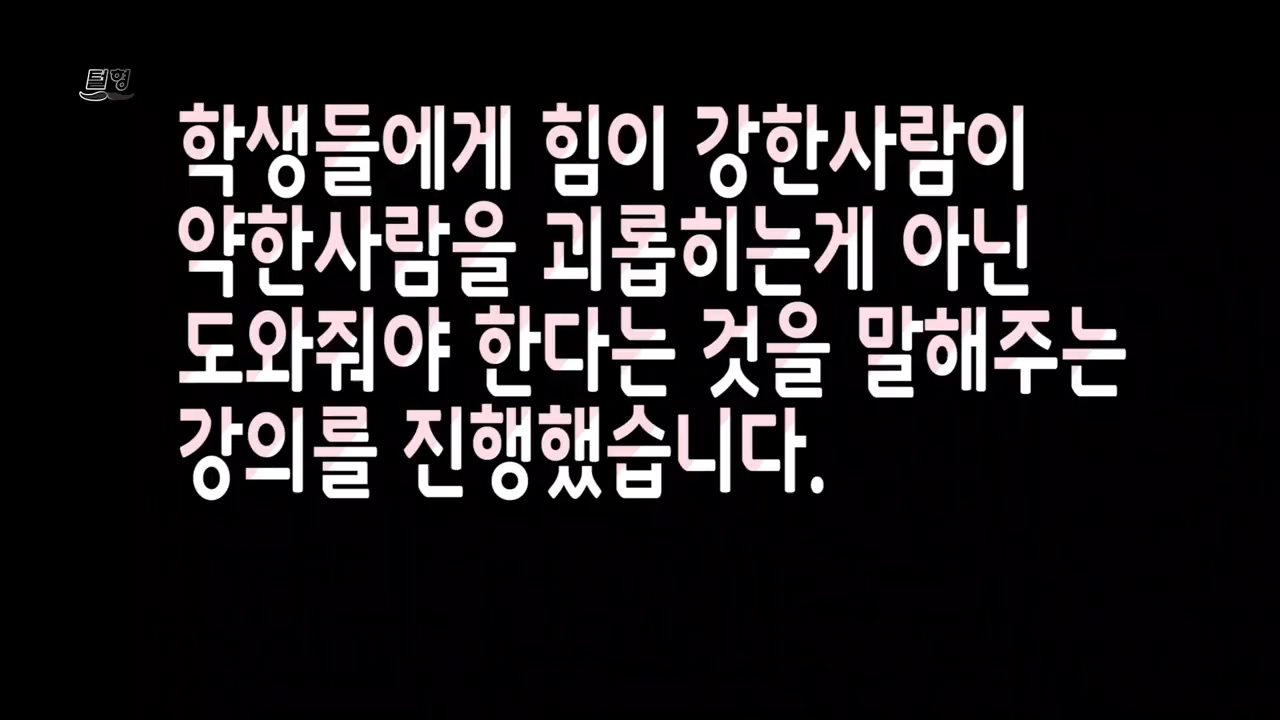 털형
학생들에게 힘이 강한사람이
약한사람을 괴롭히는게 아닌
도와줘야 한다는 것을 말해주는
강의를 진행했습니다.